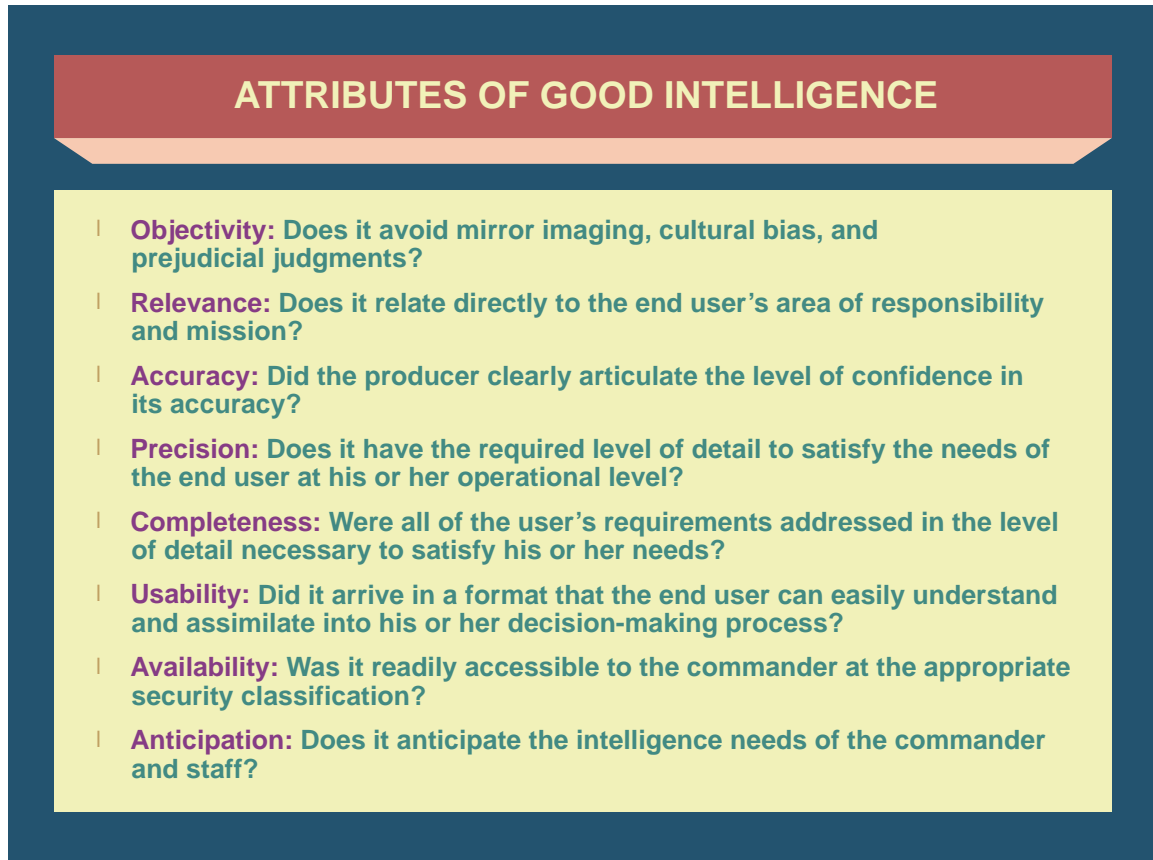 ATTRIBUTES OF GOOD INTELLIGENCE
l Objectivity: Does it avoid mirror imaging, cultural bias, and
prejudicial judgments?
l Relevance: Does it relate directly to the end user’s area of responsibility
and mission?
l Accuracy: Did the producer clearly articulate the level of confidence in
its accuracy?
l Precision: Does it have the required level of detail to satisfy the needs of
the end user at his or her operational level?
l Completeness: Were all of the user’s requirements addressed in the level
of detail necessary to satisfy his or her needs?
l Usability: Did it arrive in a format that the end user can easily understand
and assimilate into his or her decision-making process?
l Availability: Was it readily accessible to the commander at the appropriate
security classification?
l Anticipation: Does it anticipate the intelligence needs of the commander
and staff?